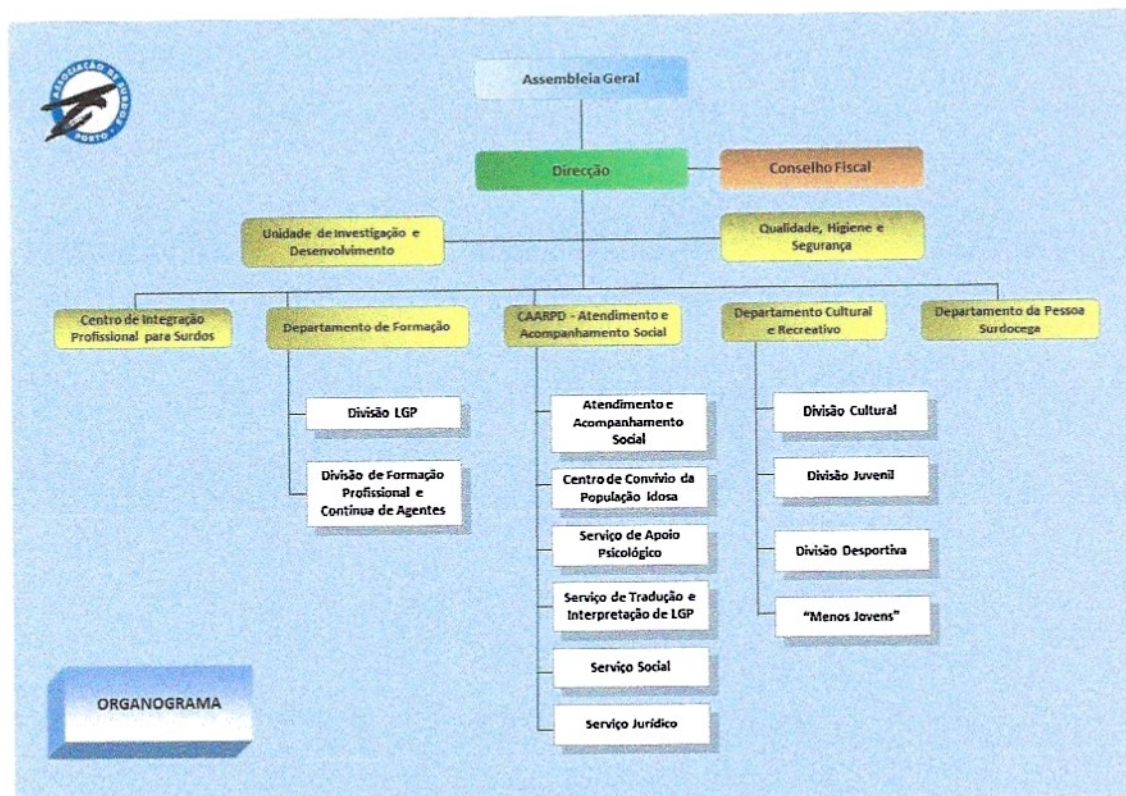 ASSOCIAÇÃO DE SURDOS
PORTO
Assembleia Geral
Direcção
Conselho Fiscal
Unidade de Investigação e
Desenvolvimento
Qualidade, Higiene e
Segurança
Centro de Integração
Profissional para Surdos
Departamento de Formação
CAARPD - Atendimento e
Acompanhamento Social
Departamento Cultural
e Recreativo
Departamento da Pessoa
Surdocega
Divisão LGP
Divisão de Formação
Profissional e
Contínua de Agentes
Atendimento e
Acompanhamento
Social
Centro de Convívio da
População Idosa
Serviço de Apoio
Psicológico
Serviço de Tradução e
Interpretação de LGP
Serviço Social
Serviço Jurídico
Divisão Cultural
Divisão Juvenil
Divisão Desportiva
“Menos Jovens”
ORGANOGRAMA